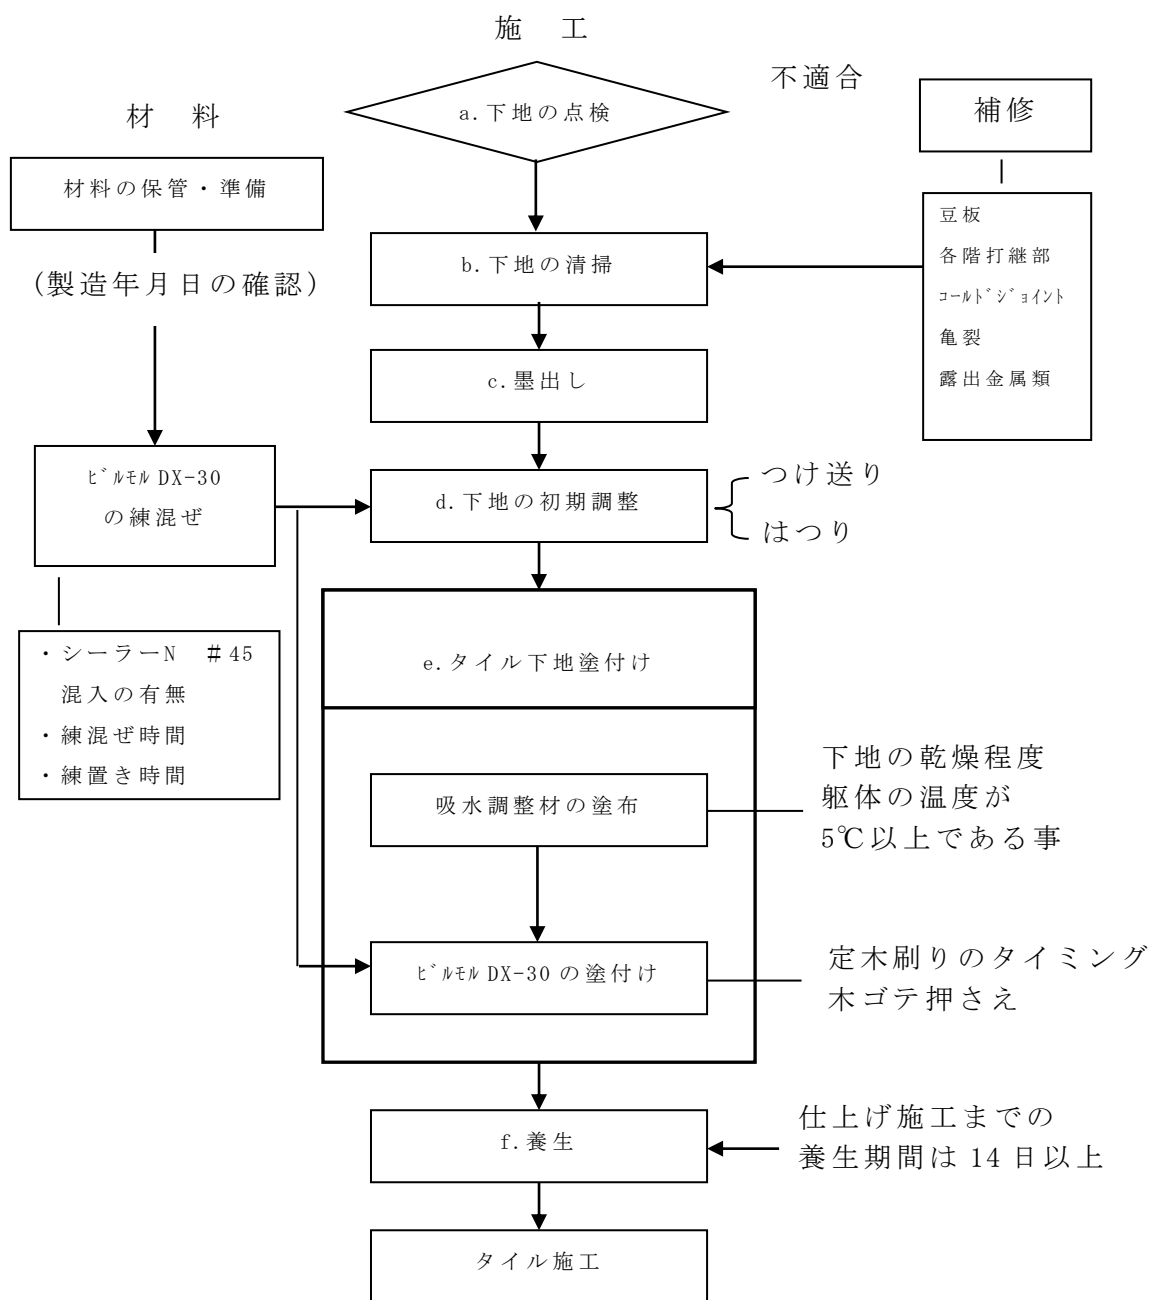 施　工
a.下地の点検
不適合
補修
材　料
材料の保管・準備
(製造年月日の確認)
豆板
各階打継部
ｺｰﾙﾄﾞｼﾞｮｲﾝﾄ
亀裂
露出金属類
b.下地の清掃
c.墨出し
ﾋﾞﾙﾓﾙ DX-30
の練混ぜ
d.下地の初期調整
つけ送り
はつり
・シーラーN　＃45
混入の有無
・練混ぜ時間
・練置き時間
e.タイル下地塗付け
吸水調整材の塗布
下地の乾燥程度
躯体の温度が
5℃以上である事
ﾋﾞﾙﾓﾙ DX-30 の塗付け
定木刷りのタイミング
木ゴテ押さえ
f.養生
仕上げ施工までの
養生期間は 14 日以上
タイル施工